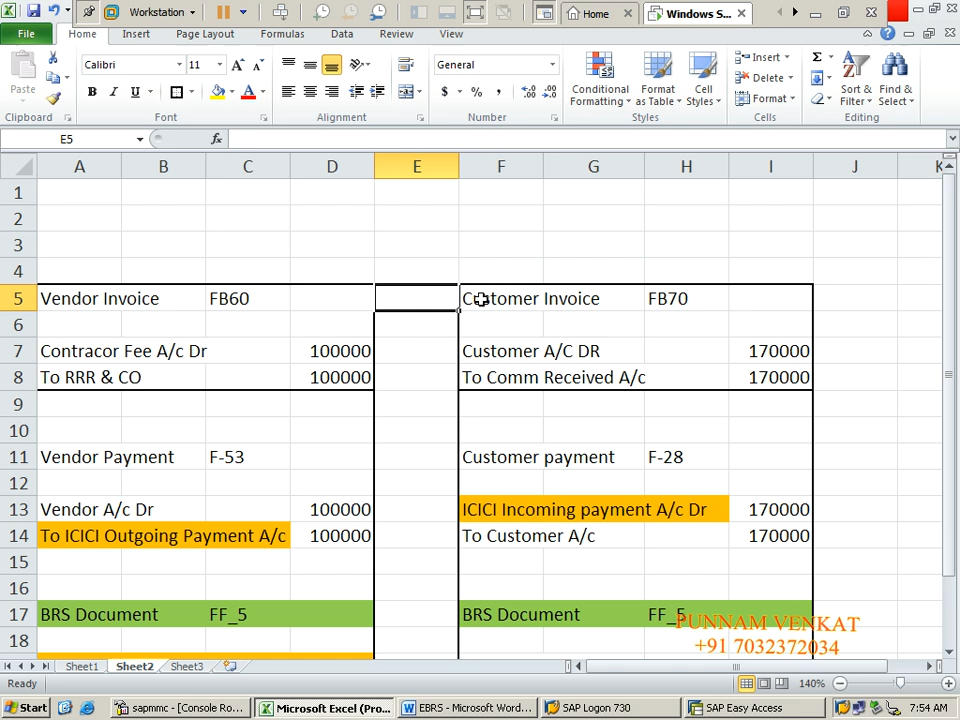 Workstation
Home
Windows S...
File
Home
Insert
Page Layout
Formulas
Data
Review
View
Paste
Calibri
11
B I U
A A
General
$ % ,
Conditional Formatting
Format as Table
Cell Styles
Insert
Delete
Format
Σ
Sort & Filter
Find & Select
Clipboard
Font
Alignment
Number
Styles
Cells
Editing
E5
fx
A B C D E F G H I J K
1
2
3
4
5 Vendor Invoice FB60 Customer Invoice FB70
6
7 Contracor Fee A/c Dr 100000 Customer A/C DR 170000
8 To RRR & CO 100000 To Comm Received A/c 170000
9
10
11 Vendor Payment F-53 Customer payment F-28
12
13 Vendor A/c Dr 100000 ICICI Incoming payment A/c Dr 170000
14 To ICICI Outgoing Payment A/c 100000 To Customer A/c 170000
15
16
17 BRS Document FF_5 BRS Document FF_5
18
PUNNAM VENKAT
+91 7032372034
Sheet1 Sheet2 Sheet3
Ready
140%
Start
sapmmc - [Console Ro...
Microsoft Excel (Pro...
EBRS - Microsoft Word...
SAP Logon 730
SAP Easy Access
7:54 AM